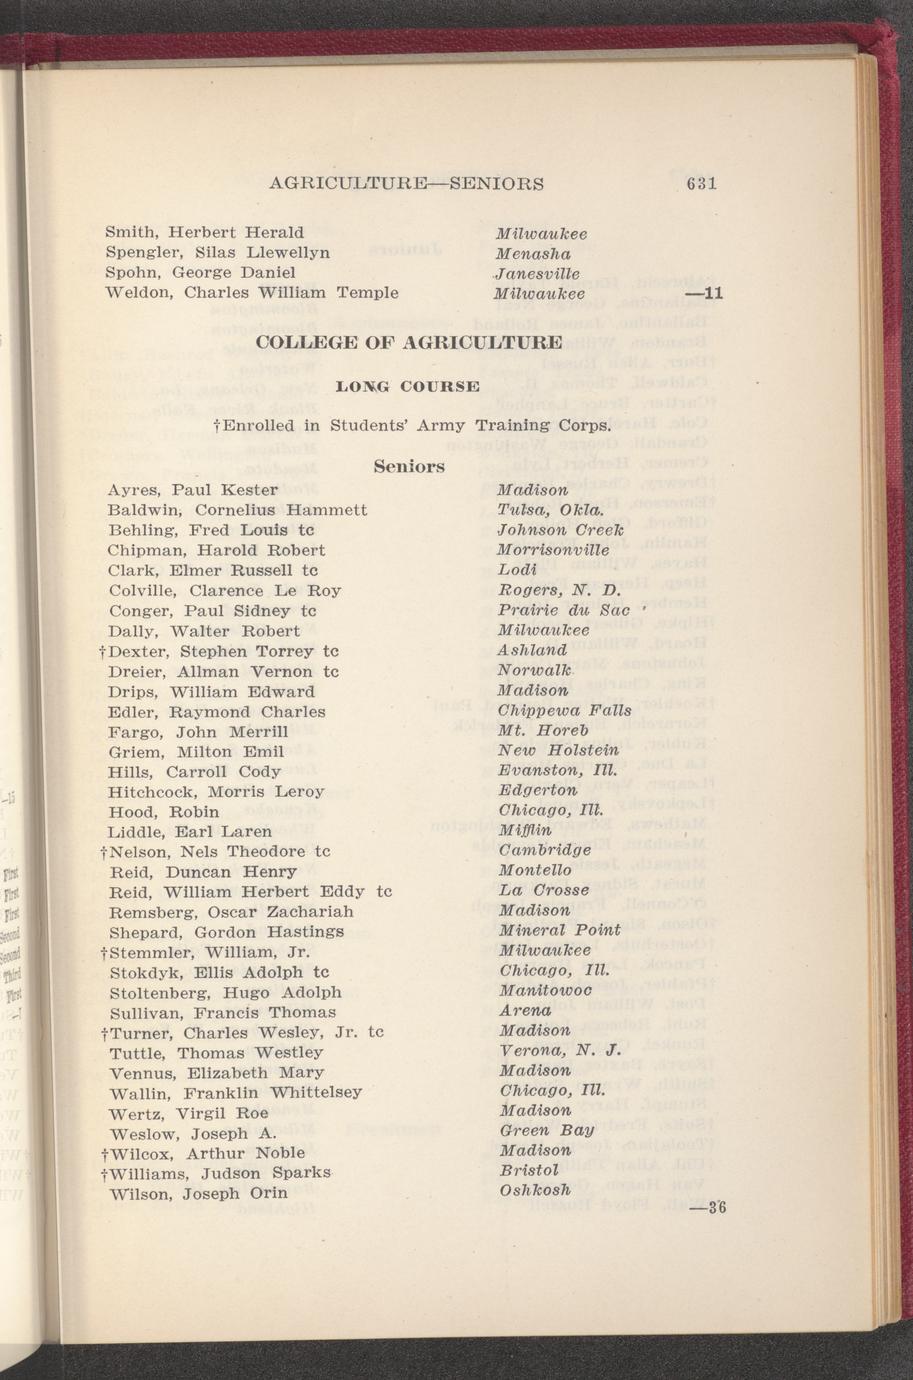 AGRICULTURE—SENIORS 631
Smith, Herbert Herald Milwaukee
Spengler, Silas Llewellyn Menasha
Spohn, George Daniel Janesville
Weldon, Charles William Temple Milwaukee —11
COLLEGE OF AGRICULTURE
LONG COURSE
†Enrolled in Students' Army Training Corps.
Seniors
Ayres, Paul Kester Madison
Baldwin, Cornelius Hammett Tulsa, Okla.
Behling, Fred Louis tc Johnson Creek
Chipman, Harold Robert Morrisonville
Clark, Elmer Russell tc Lodi
Colville, Clarence Le Roy Rogers, N. D.
Conger, Paul Sidney tc Prairie du Sac
Dally, Walter Robert Milwaukee
†Dexter, Stephen Torrey tc Ashland
Dreier, Allman Vernon tc Norwalk
Drips, William Edward Madison
Edler, Raymond Charles Chippewa Falls
Fargo, John Merrill Mt. Horeb
Griem, Milton Emil New Holstein
Hills, Carroll Cody Evanston, Ill.
Hitchcock, Morris Leroy Edgerton
Hood, Robin Chicago, Ill.
Liddle, Earl Laren Mifflin
†Nelson, Nels Theodore tc Cambridge
Reid, Duncan Henry Montello
Reid, William Herbert Eddy tc La Crosse
Remsberg, Oscar Zachariah Madison
Shepard, Gordon Hastings Mineral Point
†Stemmler, William, Jr. Milwaukee
Stokdyk, Ellis Adolph tc Chicago, Ill.
Stoltenberg, Hugo Adolph Manitowoc
Sullivan, Francis Thomas Arena
†Turner, Charles Wesley, Jr. tc Madison
Tuttle, Thomas Westley Verona, N. J.
Vennus, Elizabeth Mary Madison
Wallin, Franklin Whittelsey Chicago, Ill.
Wertz, Virgil Roe Madison
Weslow, Joseph A. Green Bay
†Wilcox, Arthur Noble Madison
†Williams, Judson Sparks Bristol
Wilson, Joseph Orin Oshkosh
—36
—15
First
First
First
Second
Second
Third
First